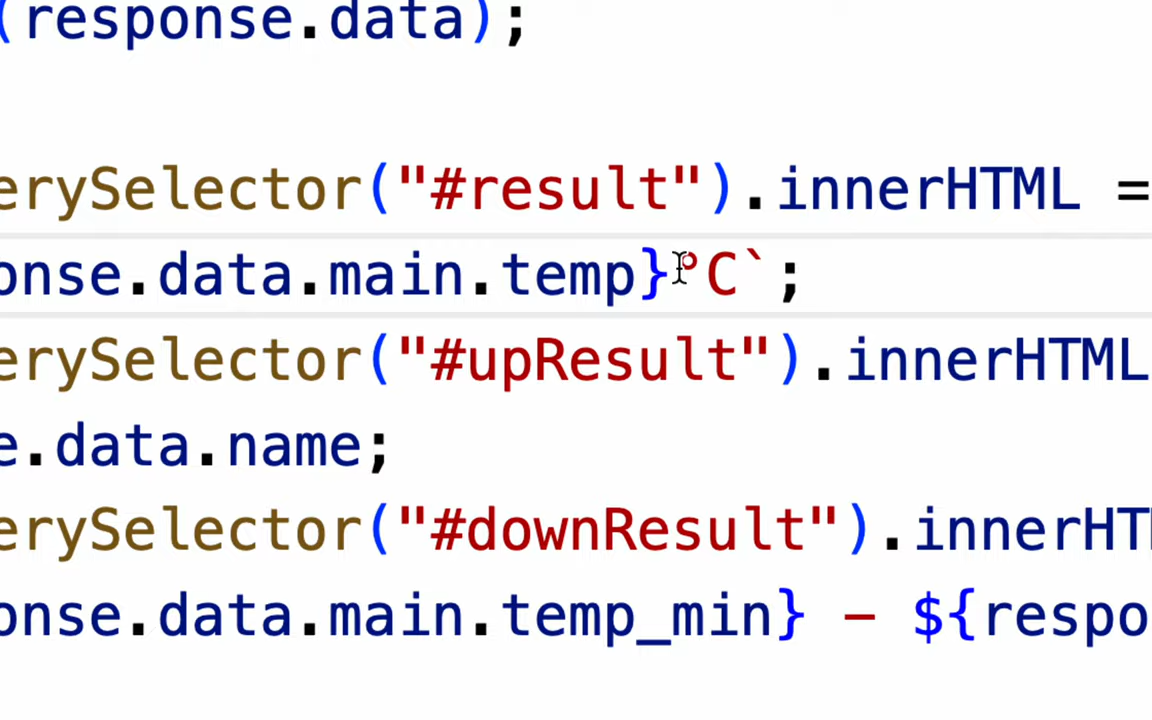 (response.data);
erySelector("#result").innerHTML =
onse.data.main.temp}°C`;
erySelector("#upResult").innerHTML
e.data.name;
erySelector("#downResult").innerHT
onse.data.main.temp_min} - ${respo